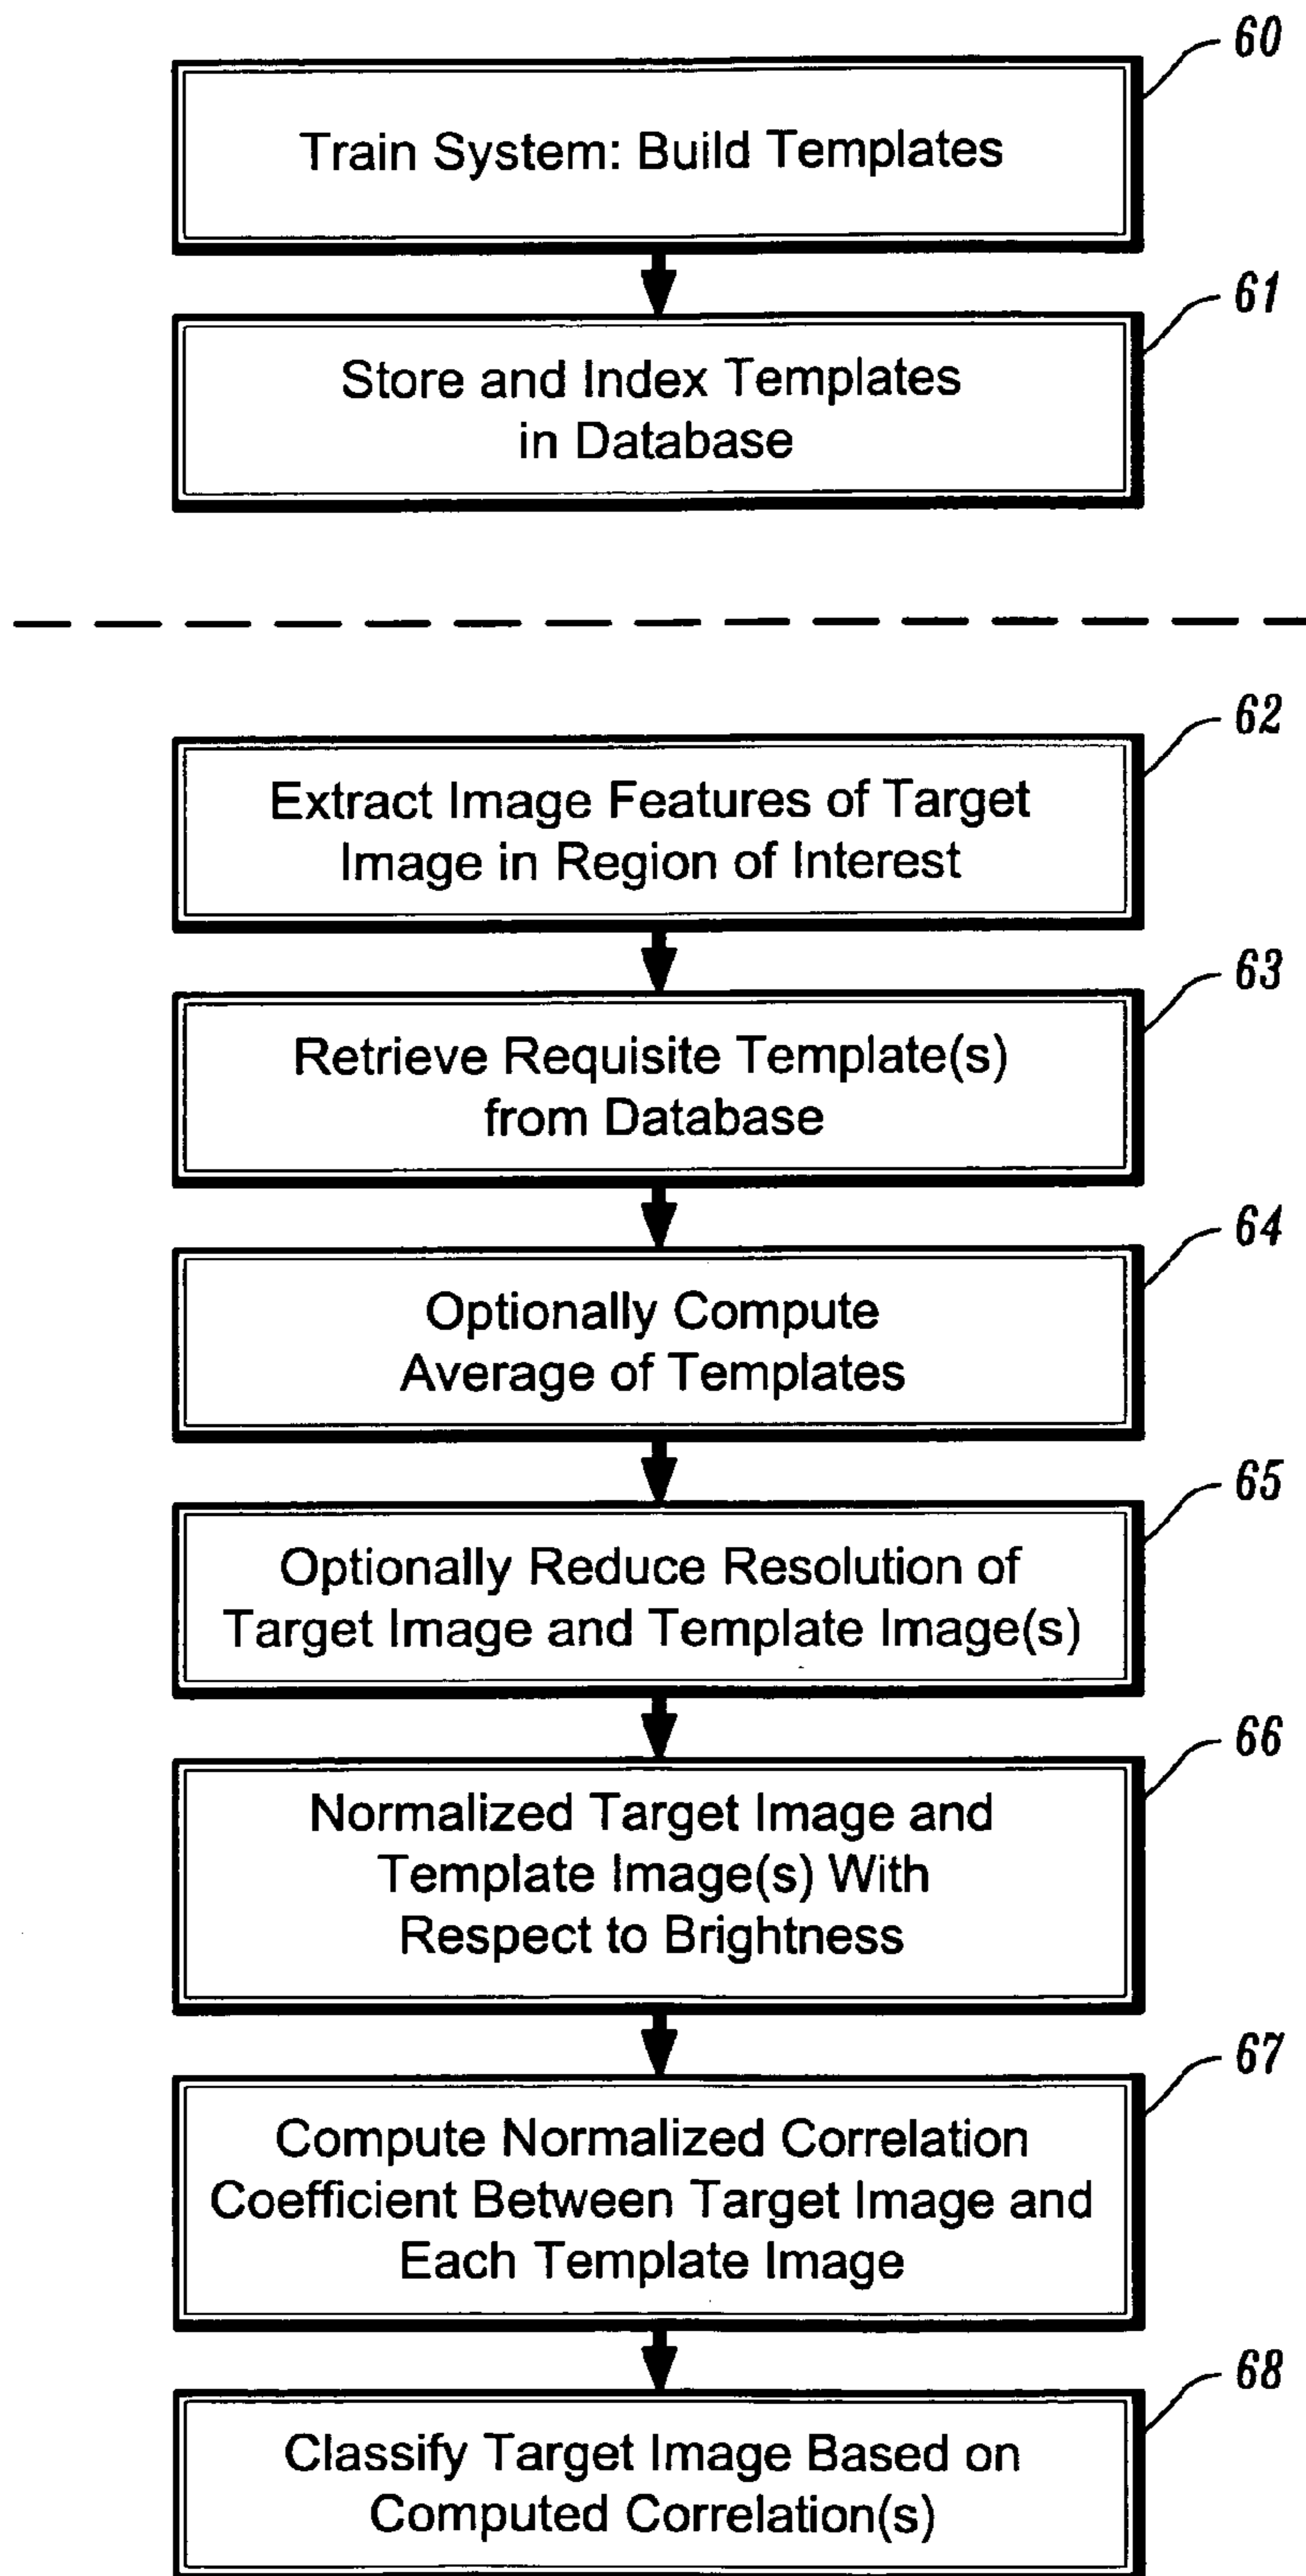 60
Train System: Build Templates
61
Store and Index Templates
in Database
62
Extract Image Features of Target
Image in Region of Interest
63
Retrieve Requisite Template(s)
from Database
64
Optionally Compute
Average of Templates
65
Optionally Reduce Resolution of
Target Image and Template Image(s)
66
Normalized Target Image and
Template Image(s) With
Respect to Brightness
67
Compute Normalized Correlation
Coefficient Between Target Image and
Each Template Image
68
Classify Target Image Based on
Computed Correlation(s)